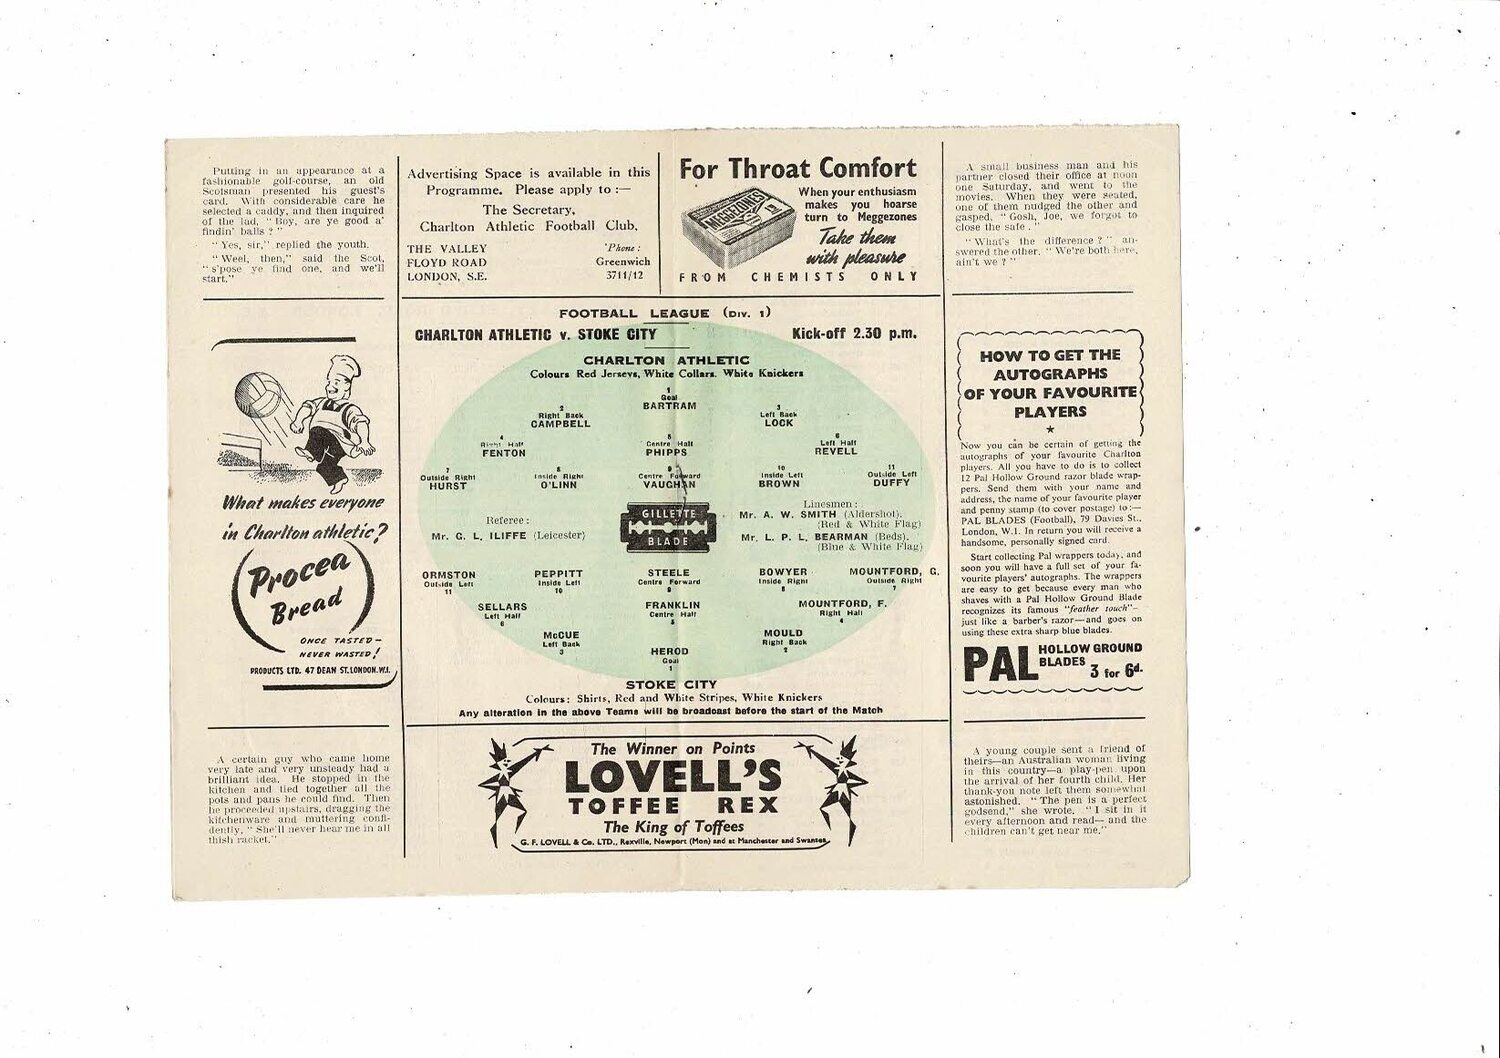 Putting in an appearance at a
fashionable golf-course, an old
Scotsman presented his guest's
card. With considerable care he
selected a caddy, and then inquired
of the lad, "Boy, are ye good a'
findin' balls?"
"Yes, sir," replied the youth.
"Weel, then," said the Scot,
"s'pose ye find one, and we'll
start."
Advertising Space is available in this
Programme. Please apply to :—
The Secretary,
Charlton Athletic Football Club,
THE VALLEY
FLOYD ROAD
LONDON, S.E.
'Phone :
Greenwich
3711/12
For Throat Comfort
MEGGEZONES
When your enthusiasm
makes you hoarse
turn to Meggezones
Take them
with pleasure
FROM CHEMISTS ONLY
A small business man and his
partner closed their office at noon
one Saturday, and went to the
movies. When they were seated,
one of them nudged the other and
gasped, "Gosh, Joe, we forgot to
close the safe."
"What's the difference?" an-
swered the other. "We're both here,
ain't we?"
What makes everyone
in Charlton athletic?
Procea
Bread
ONCE TASTED—
NEVER WASTED!
PRODUCTS LTD. 47 DEAN ST. LONDON. W.1.
FOOTBALL LEAGUE (DIV. 1)
CHARLTON ATHLETIC v. STOKE CITY Kick-off 2.30 p.m.
CHARLTON ATHLETIC
Colours Red Jerseys, White Collars. White Knickers
1
Goal
BARTRAM
2
Right Back
CAMPBELL
3
Left Back
LOCK
4
Right Half
FENTON
5
Centre Half
PHIPPS
6
Left Half
REVELL
7
Outside Right
HURST
8
Inside Right
O'LINN
9
Centre Forward
VAUGHAN
10
Inside Left
BROWN
11
Outside Left
DUFFY
Referee :
Mr. G. L. ILIFFE (Leicester)
GILLETTE
BLADE
Linesmen :
Mr. A. W. SMITH (Aldershot).
(Red & White Flag)
Mr. L. P. L. BEARMAN (Beds).
(Blue & White Flag)
ORMSTON
Outside Left
11
PEPPITT
Inside Left
10
STEELE
Centre Forward
9
BOWYER
Inside Right
8
MOUNTFORD, G.
Outside Right
7
SELLARS
Left Half
6
FRANKLIN
Centre Half
5
MOUNTFORD, F.
Right Half
4
McCUE
Left Back
3
MOULD
Right Back
2
HEROD
Goal
1
STOKE CITY
Colours : Shirts, Red and White Stripes, White Knickers
Any alteration in the above Teams will be broadcast before the start of the Match
HOW TO GET THE
AUTOGRAPHS
OF YOUR FAVOURITE
PLAYERS
Now you can be certain of getting the
autographs of your favourite Charlton
players. All you have to do is to collect
12 Pal Hollow Ground razor blade wrap-
pers. Send them with your name and
address, the name of your favourite player
and penny stamp (to cover postage) to:—
PAL BLADES (Football), 79 Davies St.,
London, W.1. In return you will receive a
handsome, personally signed card.
Start collecting Pal wrappers today, and
soon you will have a full set of your fa-
vourite players' autographs. The wrappers
are easy to get because every man who
shaves with a Pal Hollow Ground Blade
recognizes its famous "feather touch"—
just like a barber's razor—and goes on
using these extra sharp blue blades.
PAL HOLLOW GROUND
BLADES 3 for 6d.
A certain guy who came home
very late and very unsteady had a
brilliant idea. He stopped in the
kitchen and tied together all the
pots and pans he could find. Then
he proceeded upstairs, dragging the
kitchenware and muttering confi-
dently, "She'll never hear me in all
thish racket."
The Winner on Points
LOVELL'S
TOFFEE REX
The King of Toffees
G. F. LOVELL & Co. LTD., Rexville, Newport (Mon) and at Manchester and Swansea
A young couple sent a friend of
theirs—an Australian woman living
in this country—a play-pen upon
the arrival of her fourth child. Her
thank-you note left them somewhat
astonished. "The pen is a perfect
godsend," she wrote. "I sit in it
every afternoon and read—and the
children can't get near me."